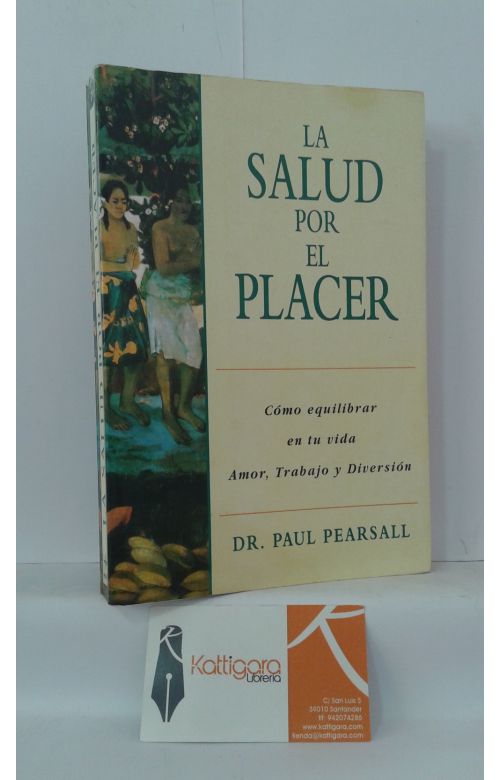 LA
SALUD
POR
EL
PLACER
Cómo equilibrar
en tu vida
Amor, Trabajo y Diversión
DR. PAUL PEARSALL
Kattigara
Librería
C/ San Luis 5
39010 Santander
tlf: 942074286
www.kattigara.com
tienda@kattigara.com